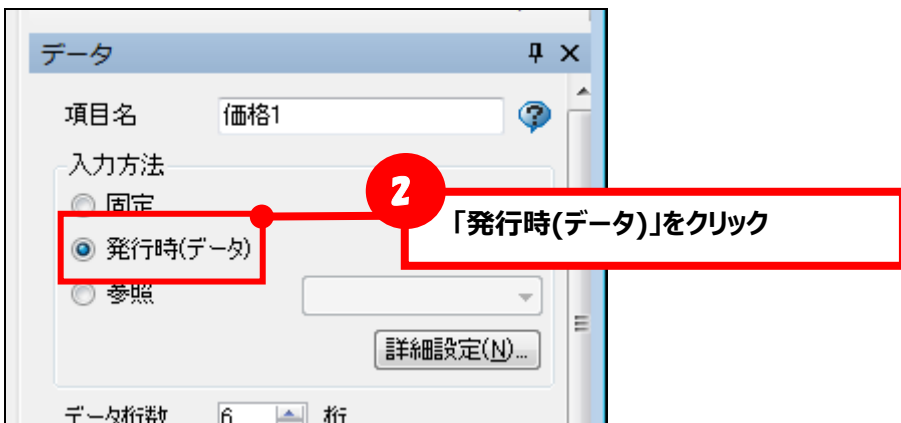 データ
項目名 価格1
入力方法
固定
2
「発行時(データ)」をクリック
発行時(データ)
参照
詳細設定(N)...
データ桁数 6 桁